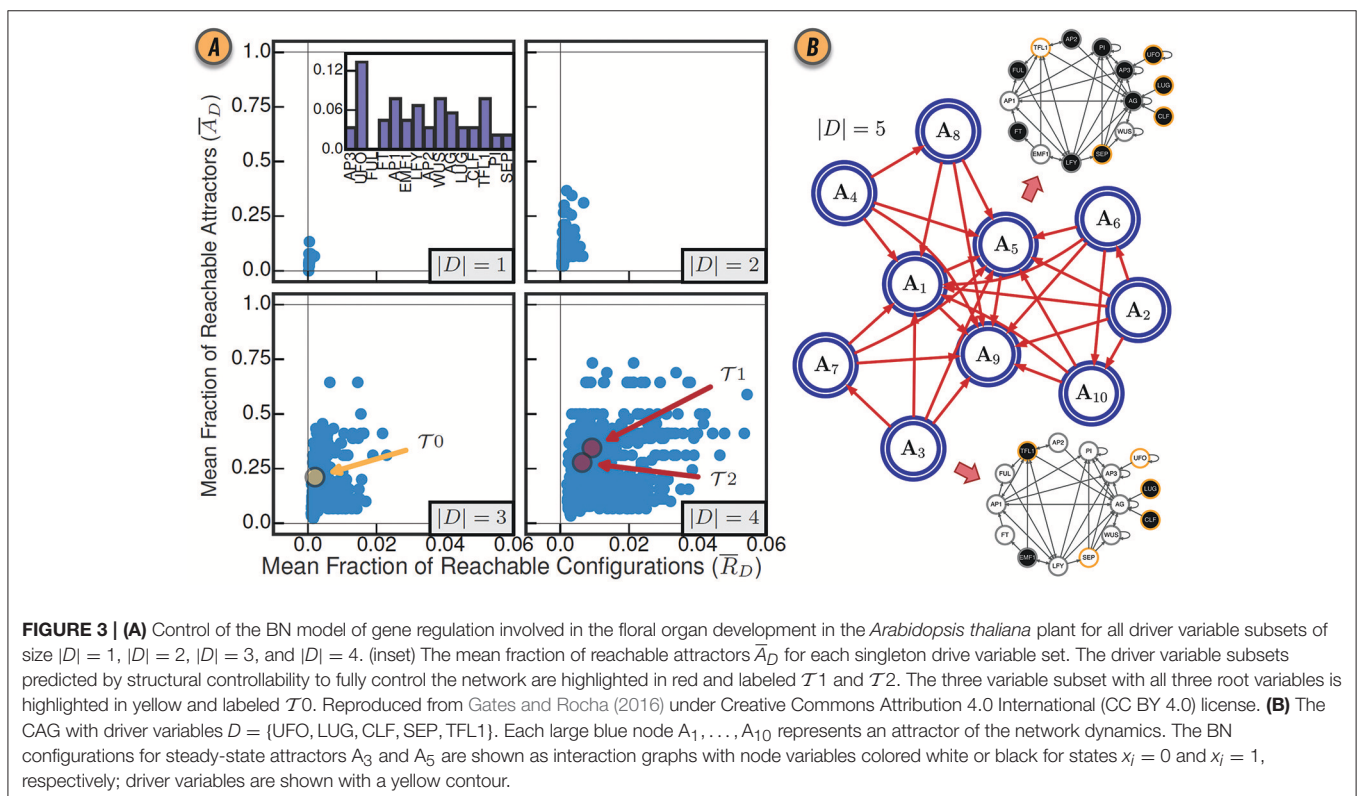 A
Mean Fraction of Reachable Attractors (A̅_D)
1.0
0.75
0.5
0.25
0.0
0.12
0.06
0.0
AP3
UFO
FUL
FT
AP1
EMF1
LFY
AP2
WUS
AG
LUG
CLF
TFL1
PI
SEP
|D| = 1
|D| = 2
1.0
0.75
0.5
0.25
0.0
𝒯0
|D| = 3
𝒯1
𝒯2
|D| = 4
0.0 0.02 0.04 0.06 0.0 0.02 0.04 0.06
Mean Fraction of Reachable Configurations (R̅_D)
B
|D| = 5
AP2
PI
TFL1
UFO
FUL
AP3
LUG
AP1
AG
CLF
FT
WUS
EMF1
SEP
LFY
A8
A4
A6
A5
A1
A2
A9
A7
A10
A3
AP2
PI
TFL1
UFO
FUL
AP3
LUG
AP1
AG
CLF
FT
WUS
EMF1
SEP
LFY
FIGURE 3 | (A) Control of the BN model of gene regulation involved in the floral organ development in the Arabidopsis thaliana plant for all driver variable subsets of
size |D| = 1, |D| = 2, |D| = 3, and |D| = 4. (inset) The mean fraction of reachable attractors A̅_D for each singleton drive variable set. The driver variable subsets
predicted by structural controllability to fully control the network are highlighted in red and labeled 𝒯1 and 𝒯2. The three variable subset with all three root variables is
highlighted in yellow and labeled 𝒯0. Reproduced from Gates and Rocha (2016) under Creative Commons Attribution 4.0 International (CC BY 4.0) license. (B) The
CAG with driver variables D = {UFO, LUG, CLF, SEP, TFL1}. Each large blue node A1, . . . , A10 represents an attractor of the network dynamics. The BN
configurations for steady-state attractors A3 and A5 are shown as interaction graphs with node variables colored white or black for states xi = 0 and xi = 1,
respectively; driver variables are shown with a yellow contour.